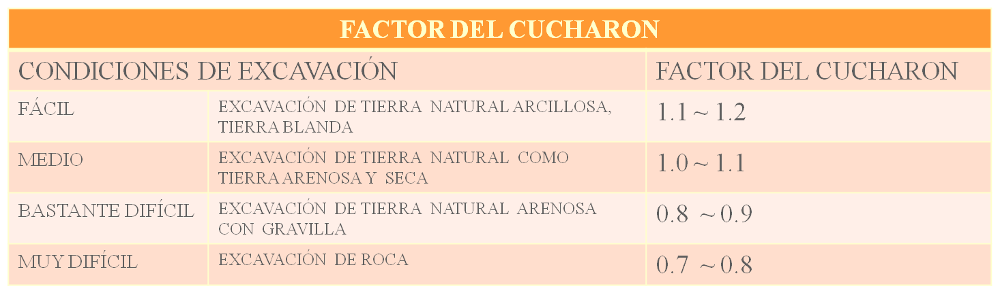 FACTOR DEL CUCHARON
CONDICIONES DE EXCAVACIÓN
FACTOR DEL CUCHARON
FÁCIL
EXCAVACIÓN DE TIERRA NATURAL ARCILLOSA,
TIERRA BLANDA
1.1 ~ 1.2
MEDIO
EXCAVACIÓN DE TIERRA NATURAL COMO
TIERRA ARENOSA Y SECA
1.0 ~ 1.1
BASTANTE DIFÍCIL
EXCAVACIÓN DE TIERRA NATURAL ARENOSA
CON GRAVILLA
0.8 ~ 0.9
MUY DIFÍCIL
EXCAVACIÓN DE ROCA
0.7 ~ 0.8